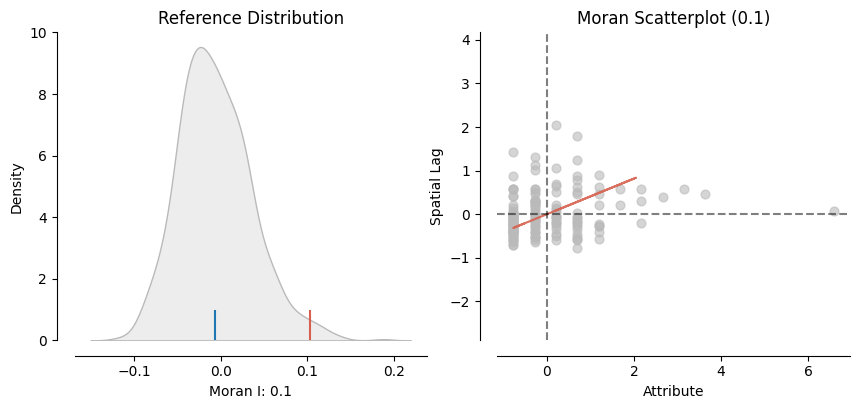 Reference Distribution
Density
10
8
6
4
2
0
−0.1 0.0 0.1 0.2
Moran I: 0.1
Moran Scatterplot (0.1)
Spatial Lag
4
3
2
1
0
−1
−2
0 2 4 6
Attribute